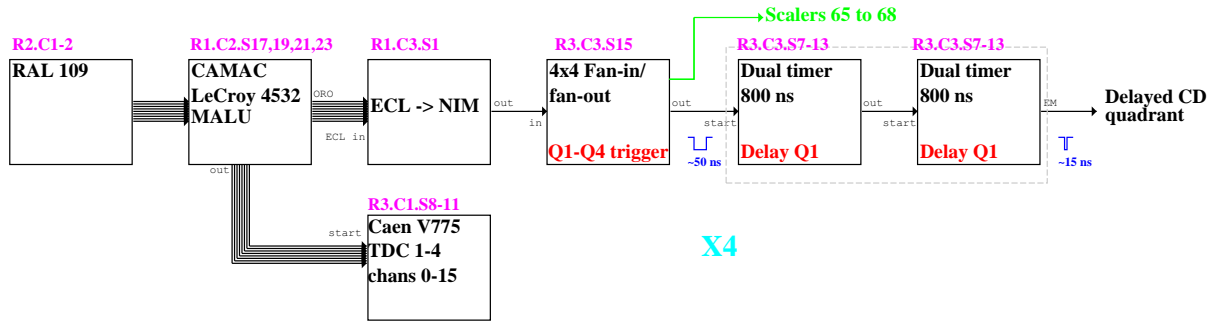 Scalers 65 to 68
R2.C1-2
R1.C2.S17,19,21,23
R1.C3.S1
R3.C3.S15
R3.C3.S7-13
R3.C3.S7-13
RAL 109
CAMAC
LeCroy 4532
MALU
ORO
out
ECL -> NIM
ECL in
out
4x4 Fan-in/
fan-out
in
Q1-Q4 trigger
out
~50 ns
Dual timer
800 ns
start
Delay Q1
out
Dual timer
800 ns
start
Delay Q1
EM
~15 ns
Delayed CD
quadrant
R3.C1.S8-11
start
Caen V775
TDC 1-4
chans 0-15
X4